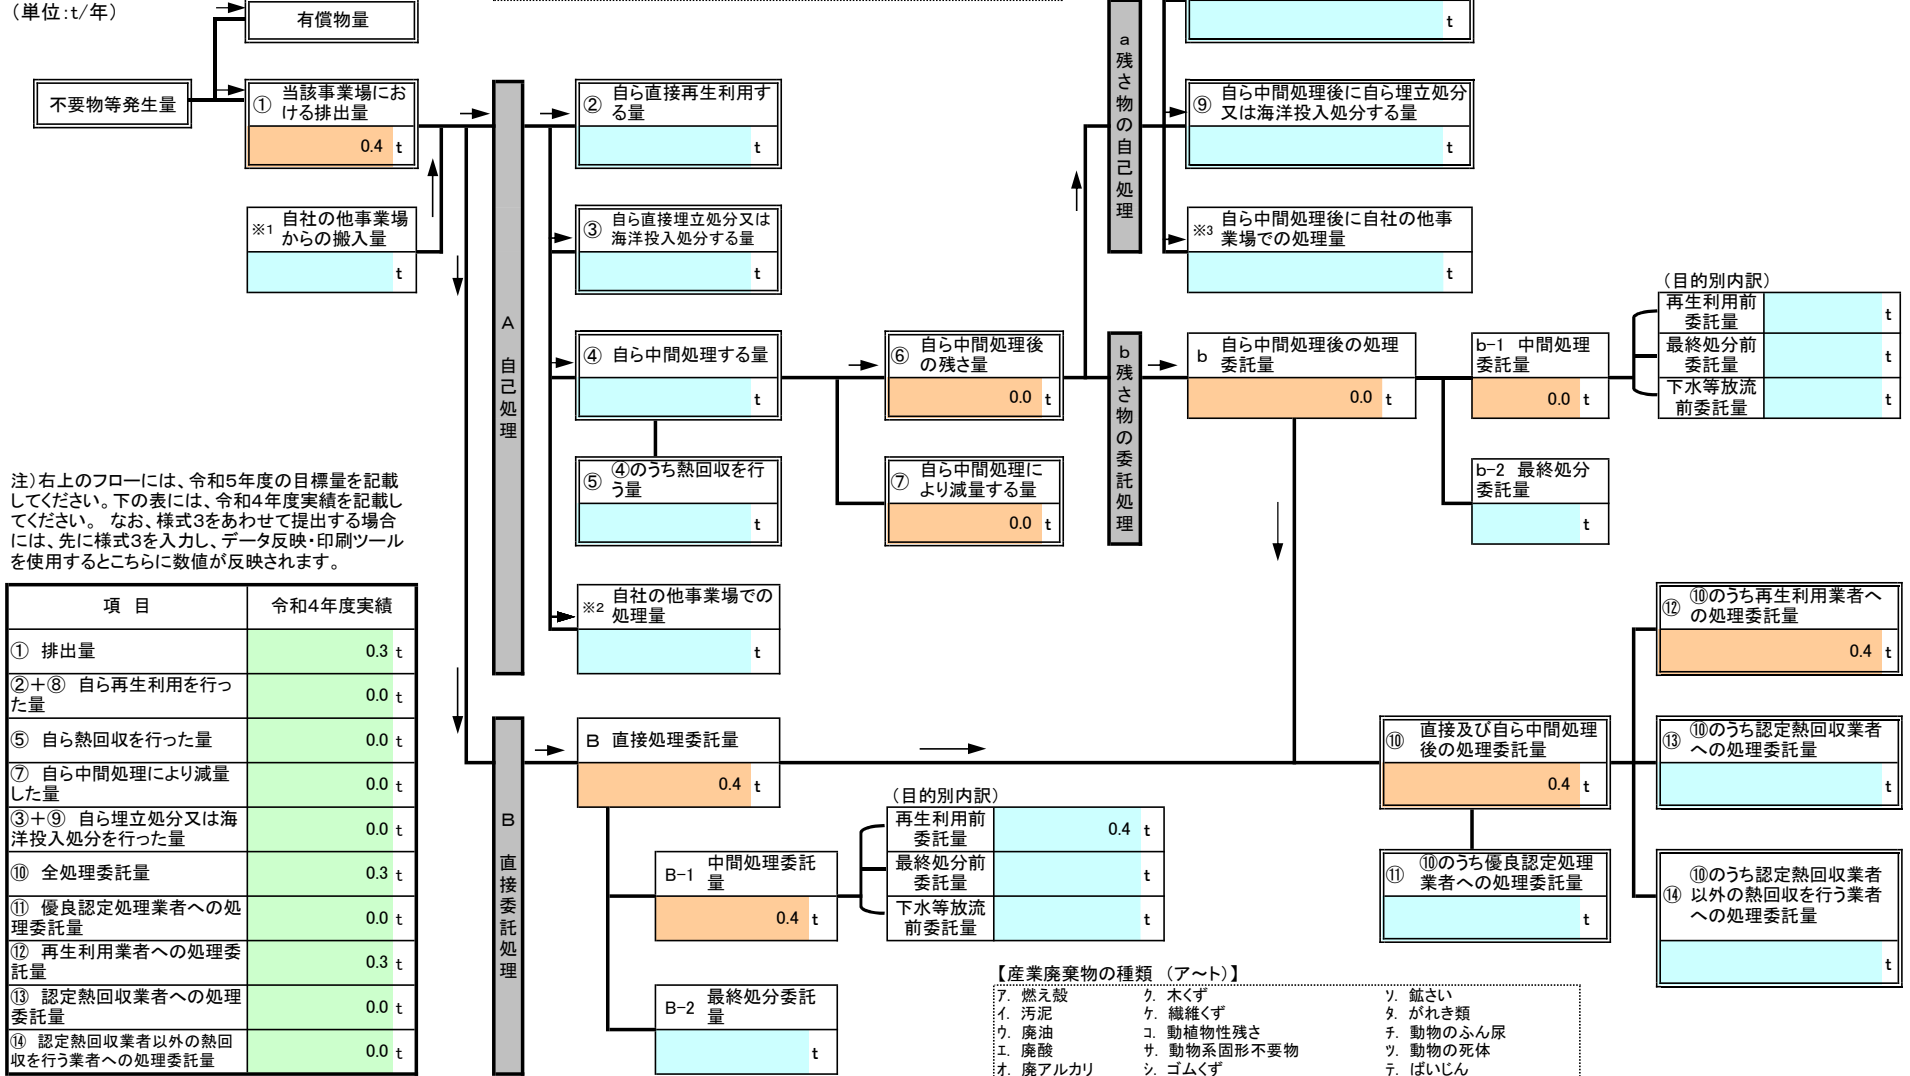 （単位:t/年）
有償物量
不要物等発生量
① 当該事業場にお
ける排出量
0.4 t
※1 自社の他事業場
からの搬入量
t
A 自己処理
② 自ら直接再生利用す
る量
t
③ 自ら直接埋立処分又は
海洋投入処分する量
t
④ 自ら中間処理する量
t
⑤ ④のうち熱回収を行
う量
t
※2 自社の他事業場での
処理量
t
⑥ 自ら中間処理後
の残さ量
0.0 t
⑦ 自ら中間処理に
より減量する量
0.0 t
a 残さ物の自己処理
t
⑨ 自ら中間処理後に自ら埋立処分
又は海洋投入処分する量
t
※3 自ら中間処理後に自社の他事
業場での処理量
t
b 残さ物の委託処理
b 自ら中間処理後の処理
委託量
0.0 t
b-1 中間処理
委託量
0.0 t
b-2 最終処分
委託量
t
（目的別内訳）
再生利用前
委託量
t
最終処分前
委託量
t
下水等放流
前委託量
t
注）右上のフローには、令和5年度の目標量を記載
してください。下の表には、令和4年度実績を記載し
てください。 なお、様式3をあわせて提出する場合
には、先に様式3を入力し、データ反映・印刷ツール
を使用するとこちらに数値が反映されます。
項 目 令和4年度実績
① 排出量 0.3 t
②＋⑧ 自ら再生利用を行っ
た量 0.0 t
⑤ 自ら熱回収を行った量 0.0 t
⑦ 自ら中間処理により減量
した量 0.0 t
③＋⑨ 自ら埋立処分又は海
洋投入処分を行った量 0.0 t
⑩ 全処理委託量 0.3 t
⑪ 優良認定処理業者への処
理委託量 0.0 t
⑫ 再生利用業者への処理委
託量 0.3 t
⑬ 認定熱回収業者への処理
委託量 0.0 t
⑭ 認定熱回収業者以外の熱回
収を行う業者への処理委託量 0.0 t
B 直接委託処理
B 直接処理委託量
0.4 t
B-1 中間処理委託
量
0.4 t
B-2 最終処分委託
量
t
（目的別内訳）
再生利用前
委託量
0.4 t
最終処分前
委託量
t
下水等放流
前委託量
t
⑩ 直接及び自ら中間処理
後の処理委託量
0.4 t
⑪ ⑩のうち優良認定処理
業者への処理委託量
t
⑫ ⑩のうち再生利用業者へ
の処理委託量
0.4 t
⑬ ⑩のうち認定熱回収業者
への処理委託量
t
⑭ ⑩のうち認定熱回収業者
以外の熱回収を行う業者
への処理委託量
t
【産業廃棄物の種類 （ア～ト）】
ア. 燃え殻 ク. 木くず ソ. 鉱さい
イ. 汚泥 ケ. 繊維くず タ. がれき類
ウ. 廃油 コ. 動植物性残さ チ. 動物のふん尿
エ. 廃酸 サ. 動物系固形不要物 ツ. 動物の死体
オ. 廃アルカリ シ. ゴムくず テ. ばいじん